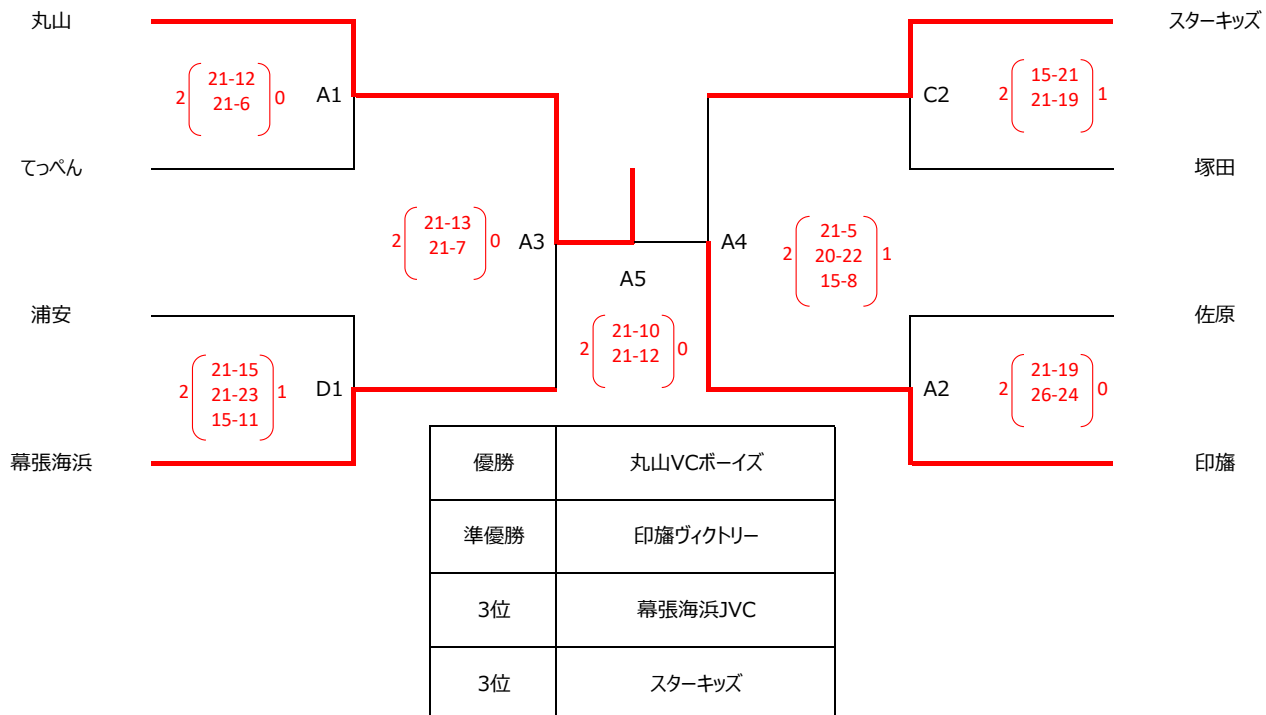 丸山
スターキッズ
2 21-12 0
21-6
A1
C2
2 15-21 1
21-19
てっぺん
塚田
2 21-13 0
21-7
A3
A4
2 21-5 1
20-22
15-8
A5
浦安
佐原
2 21-10 0
21-12
2 21-15 1
21-23
15-11
D1
A2
2 21-19 0
26-24
幕張海浜
印旛
優勝 丸山VCボーイズ
準優勝 印旛ヴィクトリー
3位 幕張海浜JVC
3位 スターキッズ